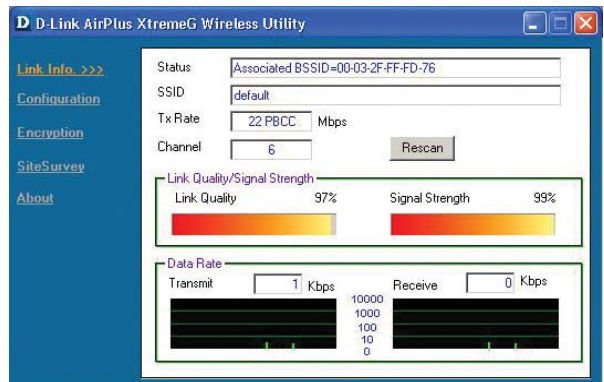 D D-Link AirPlus XtremeG Wireless Utility
Link Info. >>>
Configuration
Encryption
SiteSurvey
About
Status Associated BSSID=00-03-2F-FF-FD-76
SSID default
Tx Rate 22 PBCC Mbps
Channel 6 Rescan
Link Quality/Signal Strength
Link Quality 97% Signal Strength 99%
Data Rate
Transmit 1 Kbps Receive 0 Kbps
10000
1000
100
10
0